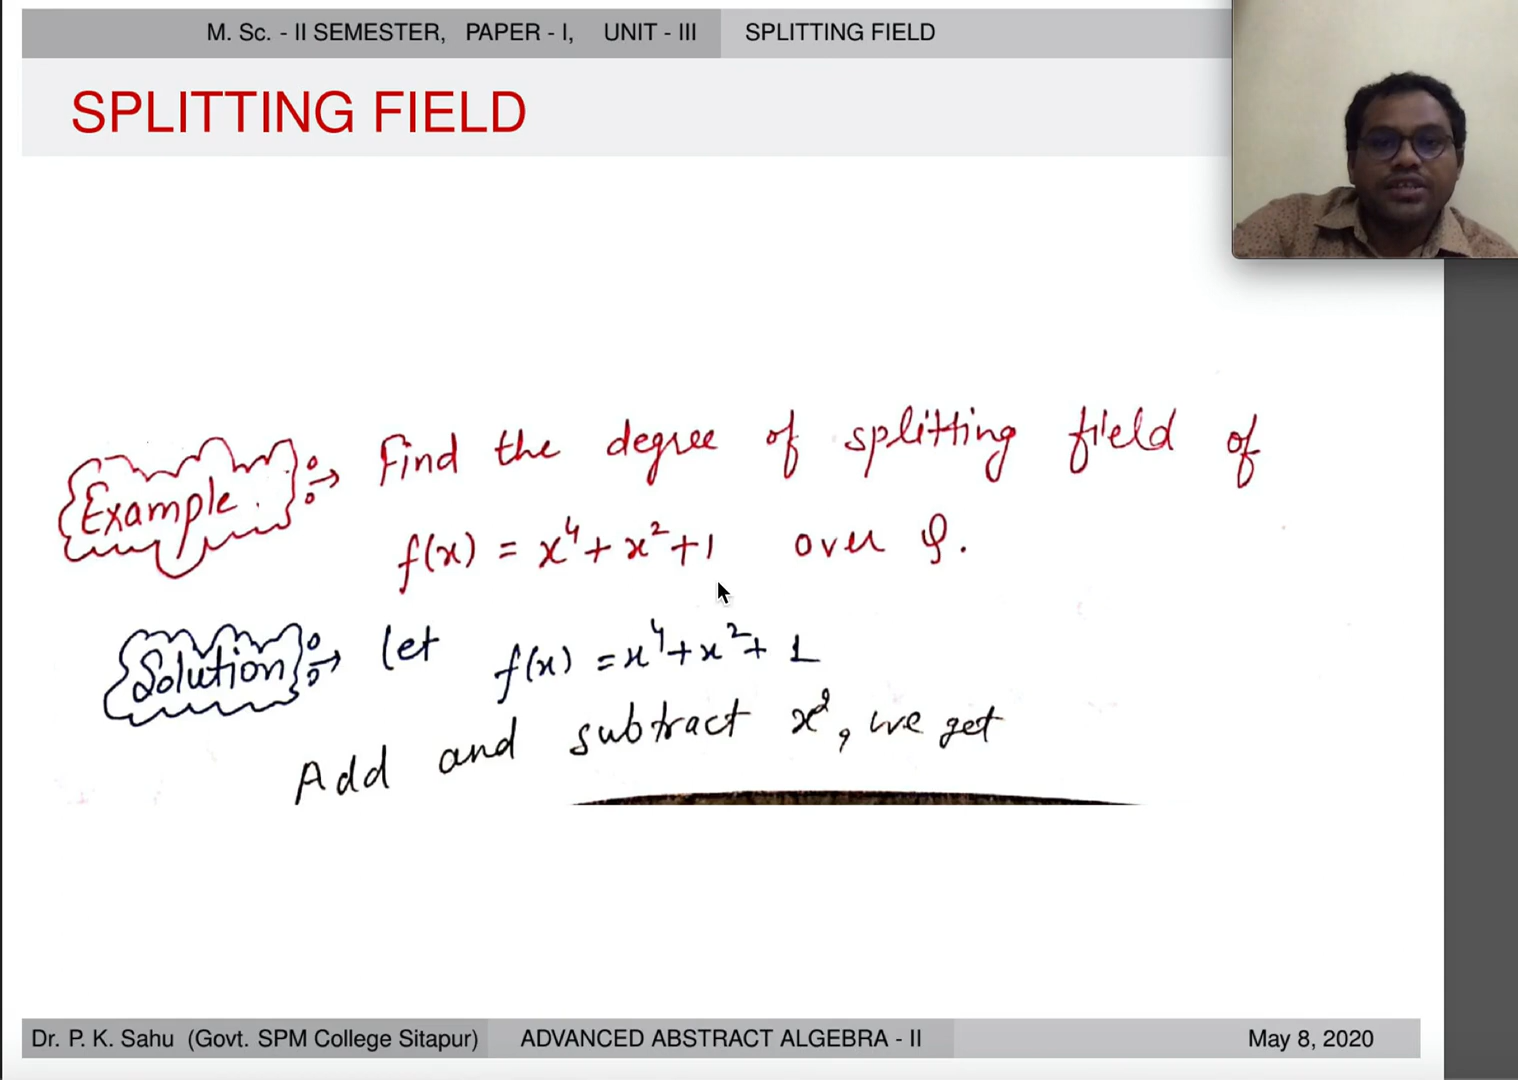 M. Sc. - II SEMESTER, PAPER - I, UNIT - III SPLITTING FIELD
SPLITTING FIELD
Example :→ Find the degree of splitting field of
f(x) = x⁴ + x² + 1 over Q.
Solution :→ Let f(x) = x⁴ + x² + 1
Add and subtract x², we get
Dr. P. K. Sahu (Govt. SPM College Sitapur) ADVANCED ABSTRACT ALGEBRA - II May 8, 2020